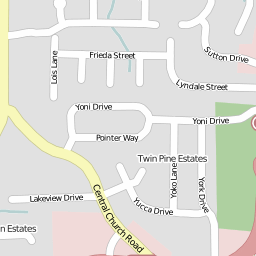 Sutton Drive
Frieda Street
Lois Lane
Lyndale Street
Yoni Drive
Yoni Drive
Pointer Way
Twin Pine Estates
Yoko Lane
York Drive
Lakeview Drive
Central Church Road
Yucca Drive
Estates